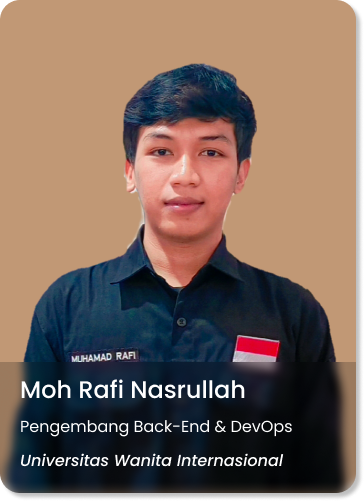 MUHAMAD RAFI
Moh Rafi Nasrullah
Pengembang Back-End & DevOps
Universitas Wanita Internasional